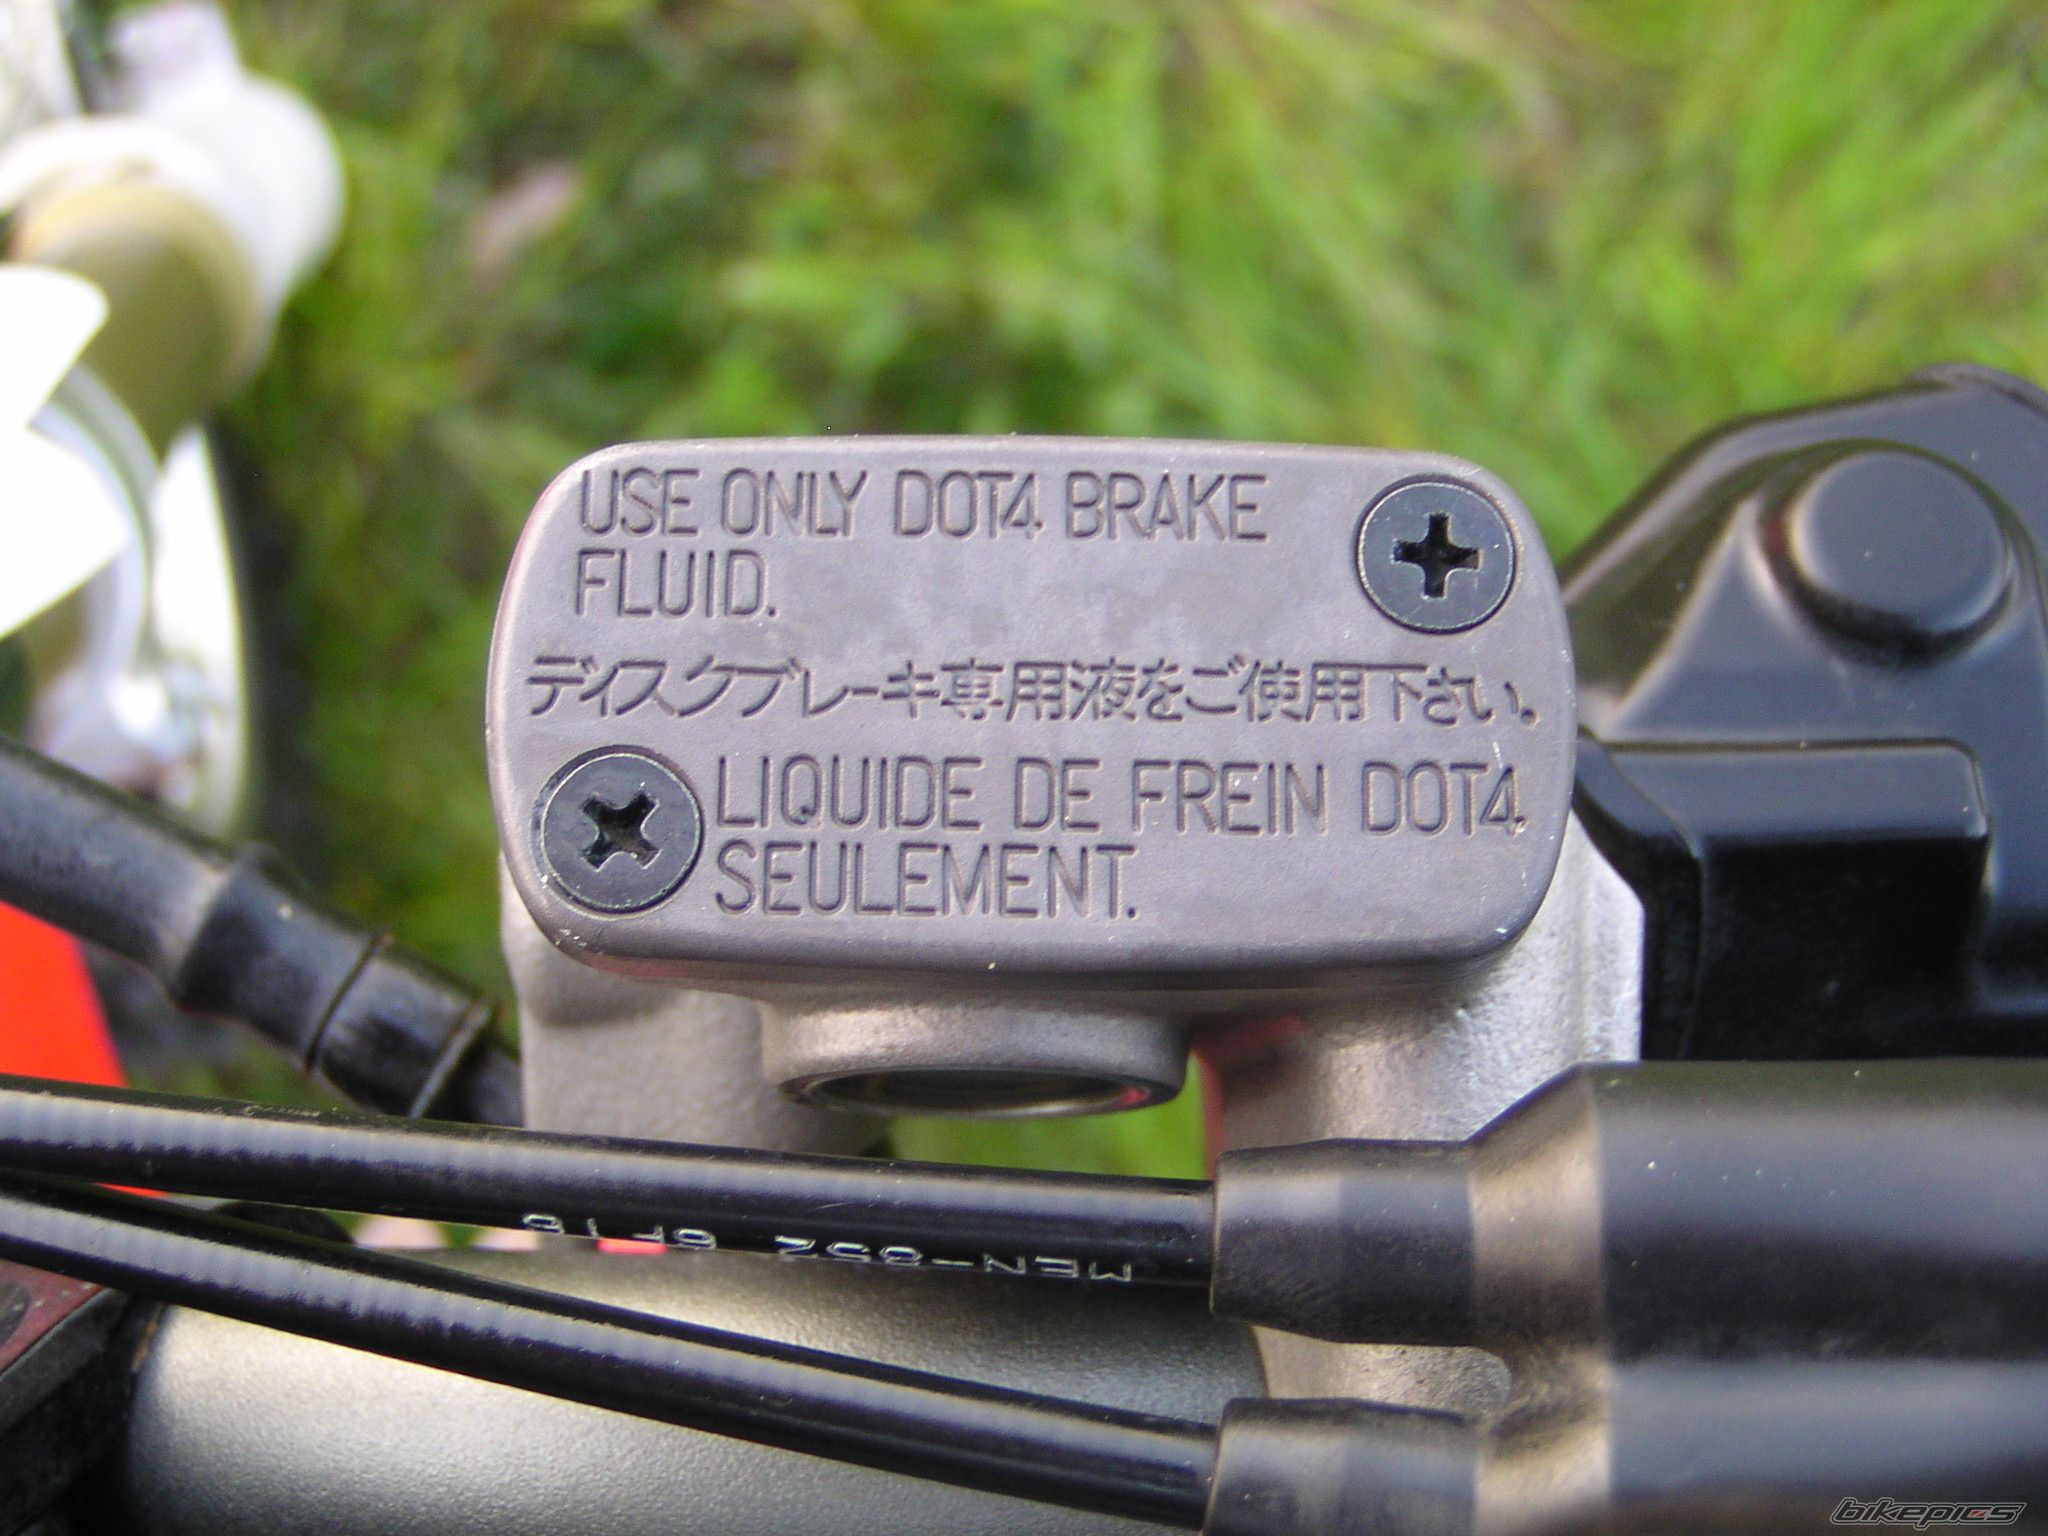 USE ONLY DOT4 BRAKE
FLUID.
ディスクブレーキ専用液をご使用下さい。
LIQUIDE DE FREIN DOT4
SEULEMENT.
bikepics